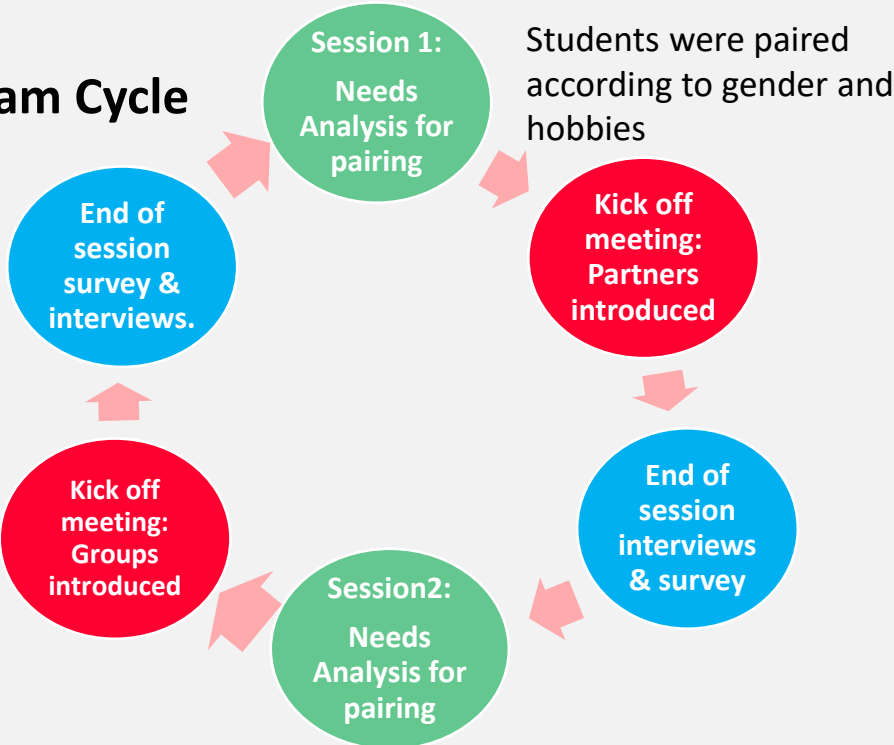 am Cycle
Session 1:
Needs
Analysis for
pairing
Students were paired
according to gender and
hobbies
Kick off
meeting:
Partners
introduced
End of
session
interviews
& survey
Session2:
Needs
Analysis for
pairing
Kick off
meeting:
Groups
introduced
End of
session
survey &
interviews.